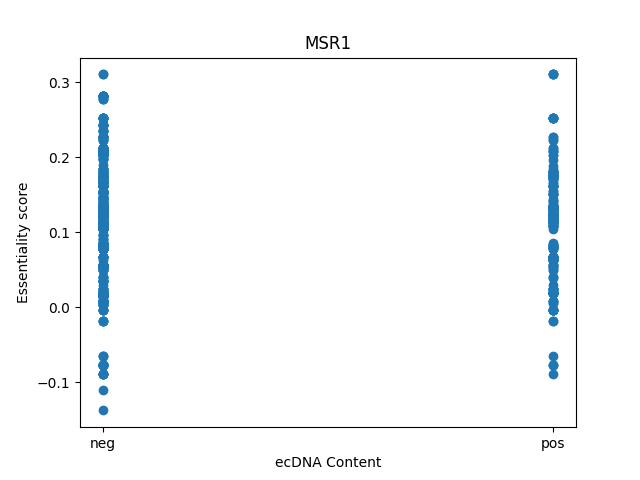 MSR1
0.3
0.2
0.1
0.0
−0.1
Essentiality score
neg
pos
ecDNA Content